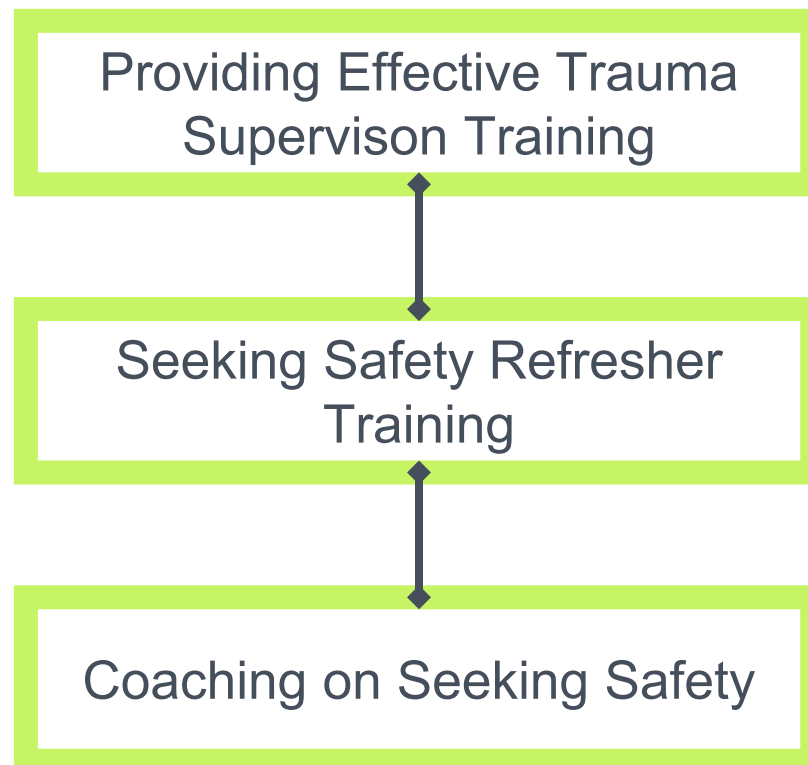 Providing Effective Trauma
Supervison Training
Seeking Safety Refresher
Training
Coaching on Seeking Safety